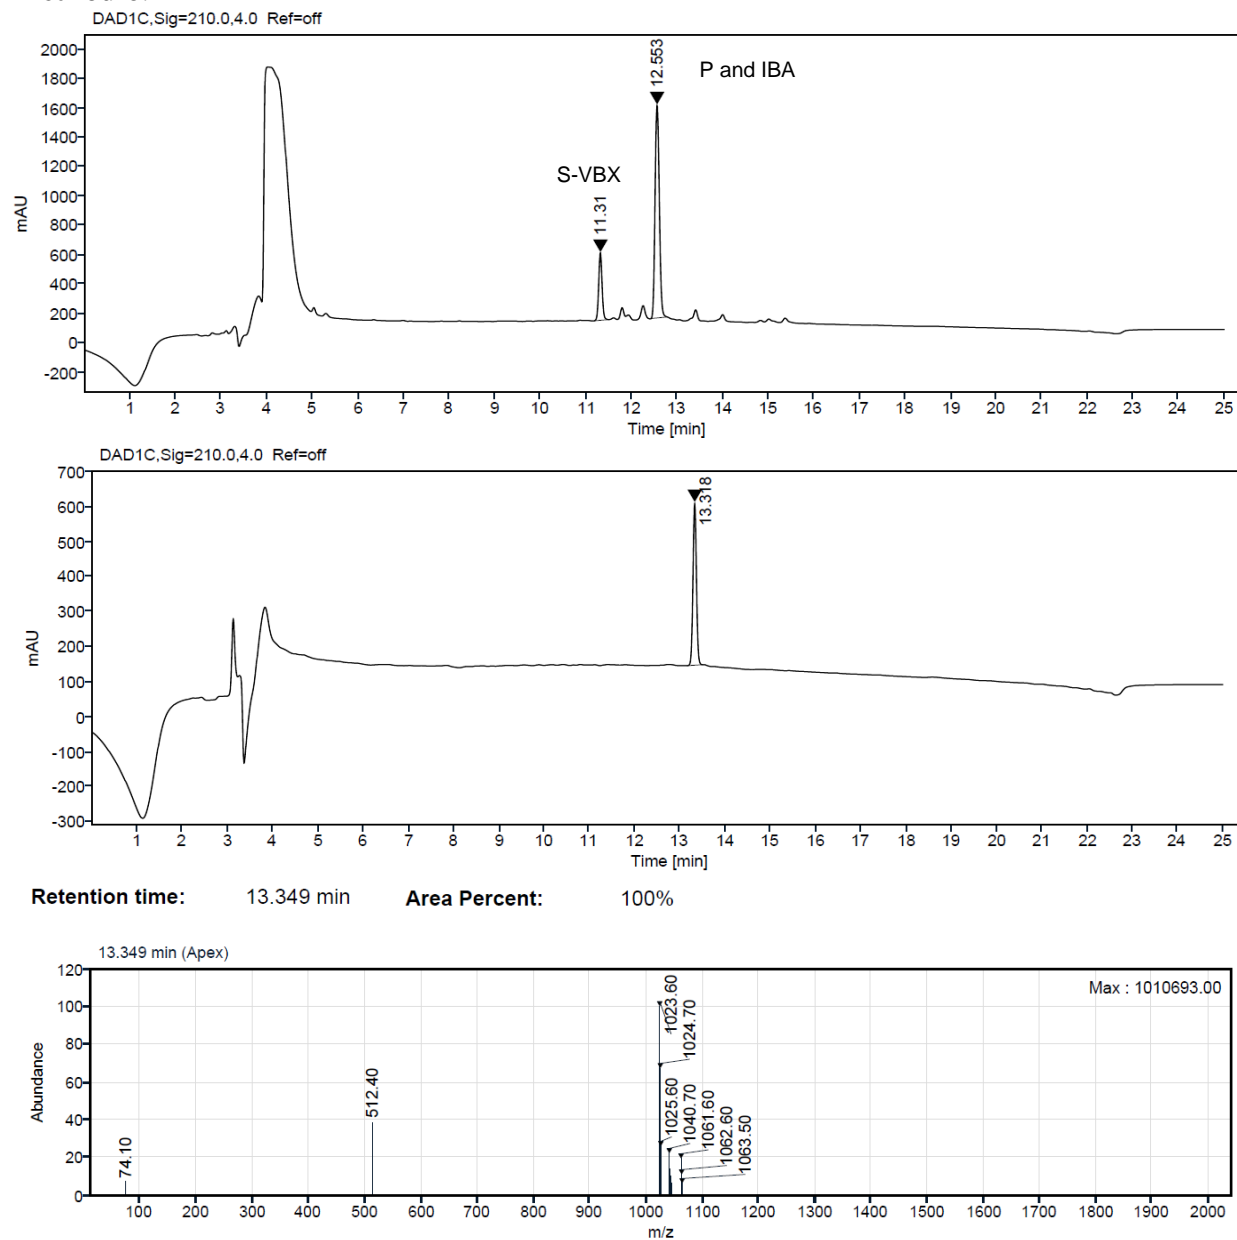 DAD1C,Sig=210.0,4.0 Ref=off
2000
1800
1600
1400
1200
1000
800
600
400
200
0
-200
mAU
S-VBX
11.31
12.553
P and IBA
1 2 3 4 5 6 7 8 9 10 11 12 13 14 15 16 17 18 19 20 21 22 23 24 25
Time [min]
DAD1C,Sig=210.0,4.0 Ref=off
700
600
500
400
300
200
100
0
-100
-200
-300
mAU
13.318
1 2 3 4 5 6 7 8 9 10 11 12 13 14 15 16 17 18 19 20 21 22 23 24 25
Time [min]
Retention time: 13.349 min Area Percent: 100%
13.349 min (Apex)
Max : 1010693.00
120
100
80
60
40
20
0
Abundance
74.10
512.40
1023.60
1024.70
1025.60
1040.70
1061.60
1062.60
1063.50
100 200 300 400 500 600 700 800 900 1000 1100 1200 1300 1400 1500 1600 1700 1800 1900 2000
m/z